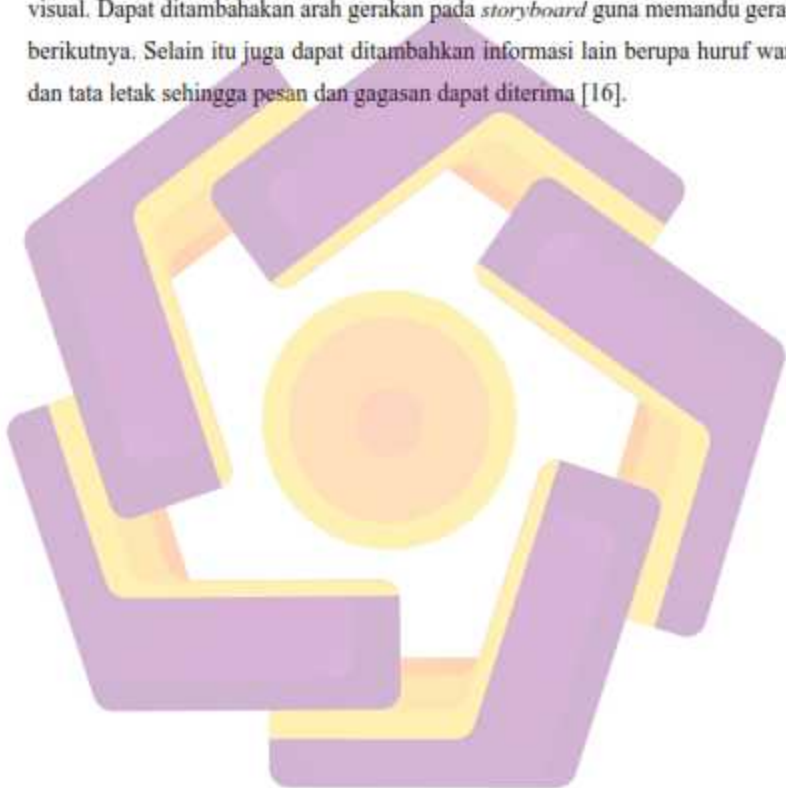 visual. Dapat ditambahakan arah gerakan pada storyboard guna memandu gera
berikutnya. Selain itu juga dapat ditambahkan informasi lain berupa huruf wa
dan tata letak sehingga pesan dan gagasan dapat diterima [16].